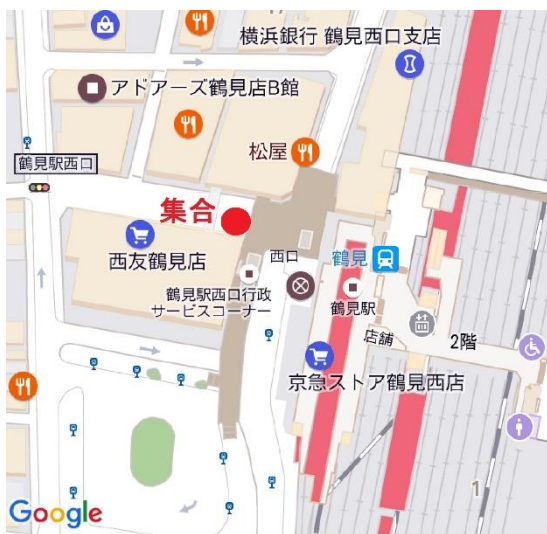 横浜銀行 鶴見西口支店
アドアーズ鶴見店B館
松屋
鶴見駅西口
集合
西友鶴見店
西口
鶴見
鶴見駅西口行政
サービスコーナー
鶴見駅
店舗
2階
京急ストア鶴見西店
1
Google